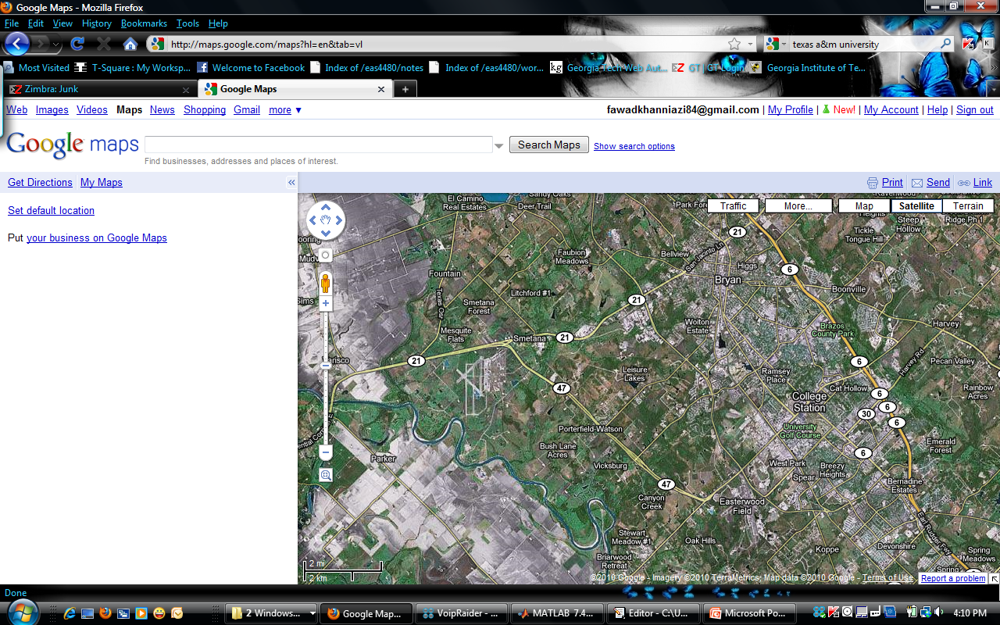 Google Maps - Mozilla Firefox
File Edit View History Bookmarks Tools Help
http://maps.google.com/maps?hl=en&tab=vl
texas a&m university
Most Visited T-Square : My Worksp... Welcome to Facebook Index of /eas4480/notes Index of /eas4480/wor... kg Georgia Tech Web Aut... GT | GT Login Georgia Institute of Te...
Zimbra: Junk Google Maps
Web Images Videos Maps News Shopping Gmail more ▼
fawadkhanniazi84@gmail.com | My Profile | New! | My Account | Help | Sign out
Google maps Search Maps Show search options
Find businesses, addresses and places of interest.
Get Directions My Maps «
Print Send Link
Set default location
Put your business on Google Maps
Traffic More... Map Satellite Terrain
El Camino
Real Estates
Sandy Oaks
Deer Trail
Park
Heights
Steep
Hollow
Ridge Ph 1
Tickle
Tongue Hill
21
Faubion
Meadows
Bellview
San Jacinto Ln
Higgs
6
Bryan
Fountain
Boonville
Sims
Litchford #1
Smetana
Forest
21
Woiton
Estate
Brazos
County Park
Harvey
Mesquite
Flats
Smetana
21
21
6
Harvey Rd
Pecan Valley
Leisure
Lakes
Ramsey
Place
Cat Hollow
Rainbow
Acres
47
College
Station
6
6
30
6
University
Golf Course
Porterfield-Watson
Emerald
Forest
Bush Lane
Acres
Parker
Vicksburg
6
West Park
Breezy
Heights
Spear
47
Bernadine
Estates
Canyon
Creek
Easterwood
Field
Earl Rudder Fwy
Stewart
Meadow #1
Oak Hills
Koppe
Devonshire
Spring
Meadows
Briarwood
Retreat
2 mi
2 km
©2010 Google - Imagery ©2010 TerraMetrics, Map data ©2010 Google - Terms of Use
Report a problem
Done
2 Windows... Google Map... VoipRaider - ... MATLAB 7.4... Editor - C:\U... Microsoft Po... 4:10 PM